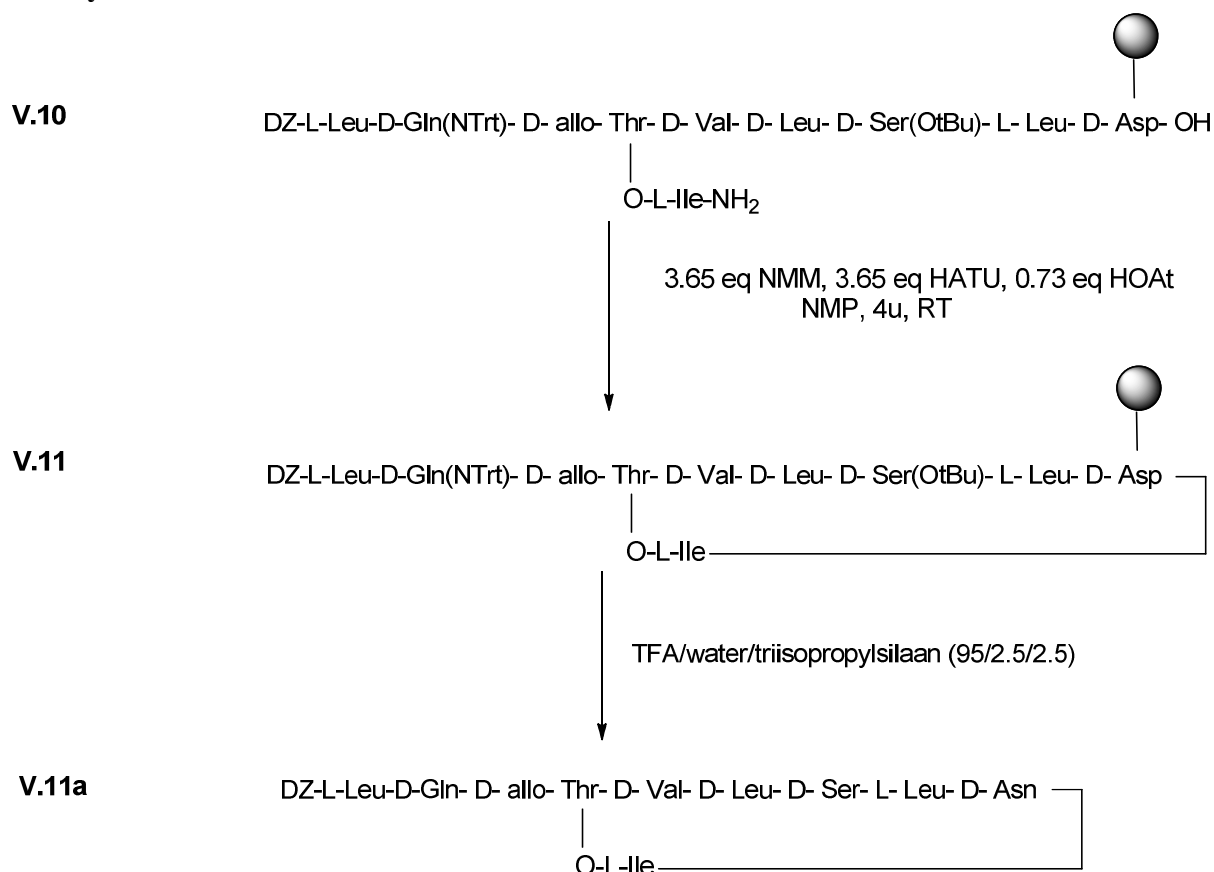 V.10
DZ-L-Leu-D-Gln(NTrt)- D- allo- Thr- D- Val- D- Leu- D- Ser(OtBu)- L- Leu- D- Asp- OH
O-L-Ile-NH₂
3.65 eq NMM, 3.65 eq HATU, 0.73 eq HOAt
NMP, 4u, RT
V.11
DZ-L-Leu-D-Gln(NTrt)- D- allo- Thr- D- Val- D- Leu- D- Ser(OtBu)- L- Leu- D- Asp
O-L-Ile
TFA/water/triisopropylsilaan (95/2.5/2.5)
V.11a
DZ-L-Leu-D-Gln- D- allo- Thr- D- Val- D- Leu- D- Ser- L- Leu- D- Asn
O-L-Ile